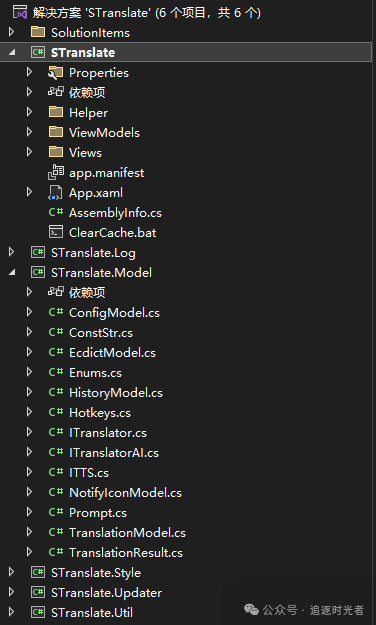 解决方案 'STranslate' (6 个项目，共 6 个)
SolutionItems
STranslate
Properties
依赖项
Helper
ViewModels
Views
app.manifest
App.xaml
C# AssemblyInfo.cs
ClearCache.bat
C# STranslate.Log
C# STranslate.Model
依赖项
C# ConfigModel.cs
C# ConstStr.cs
C# EcdictModel.cs
C# Enums.cs
C# HistoryModel.cs
C# Hotkeys.cs
C# ITranslator.cs
C# ITranslatorAI.cs
C# ITTS.cs
C# NotifyIconModel.cs
C# Prompt.cs
C# TranslationModel.cs
C# TranslationResult.cs
C# STranslate.Style
C# STranslate.Updater
C# STranslate.Util
公众号 · 追逐时光者